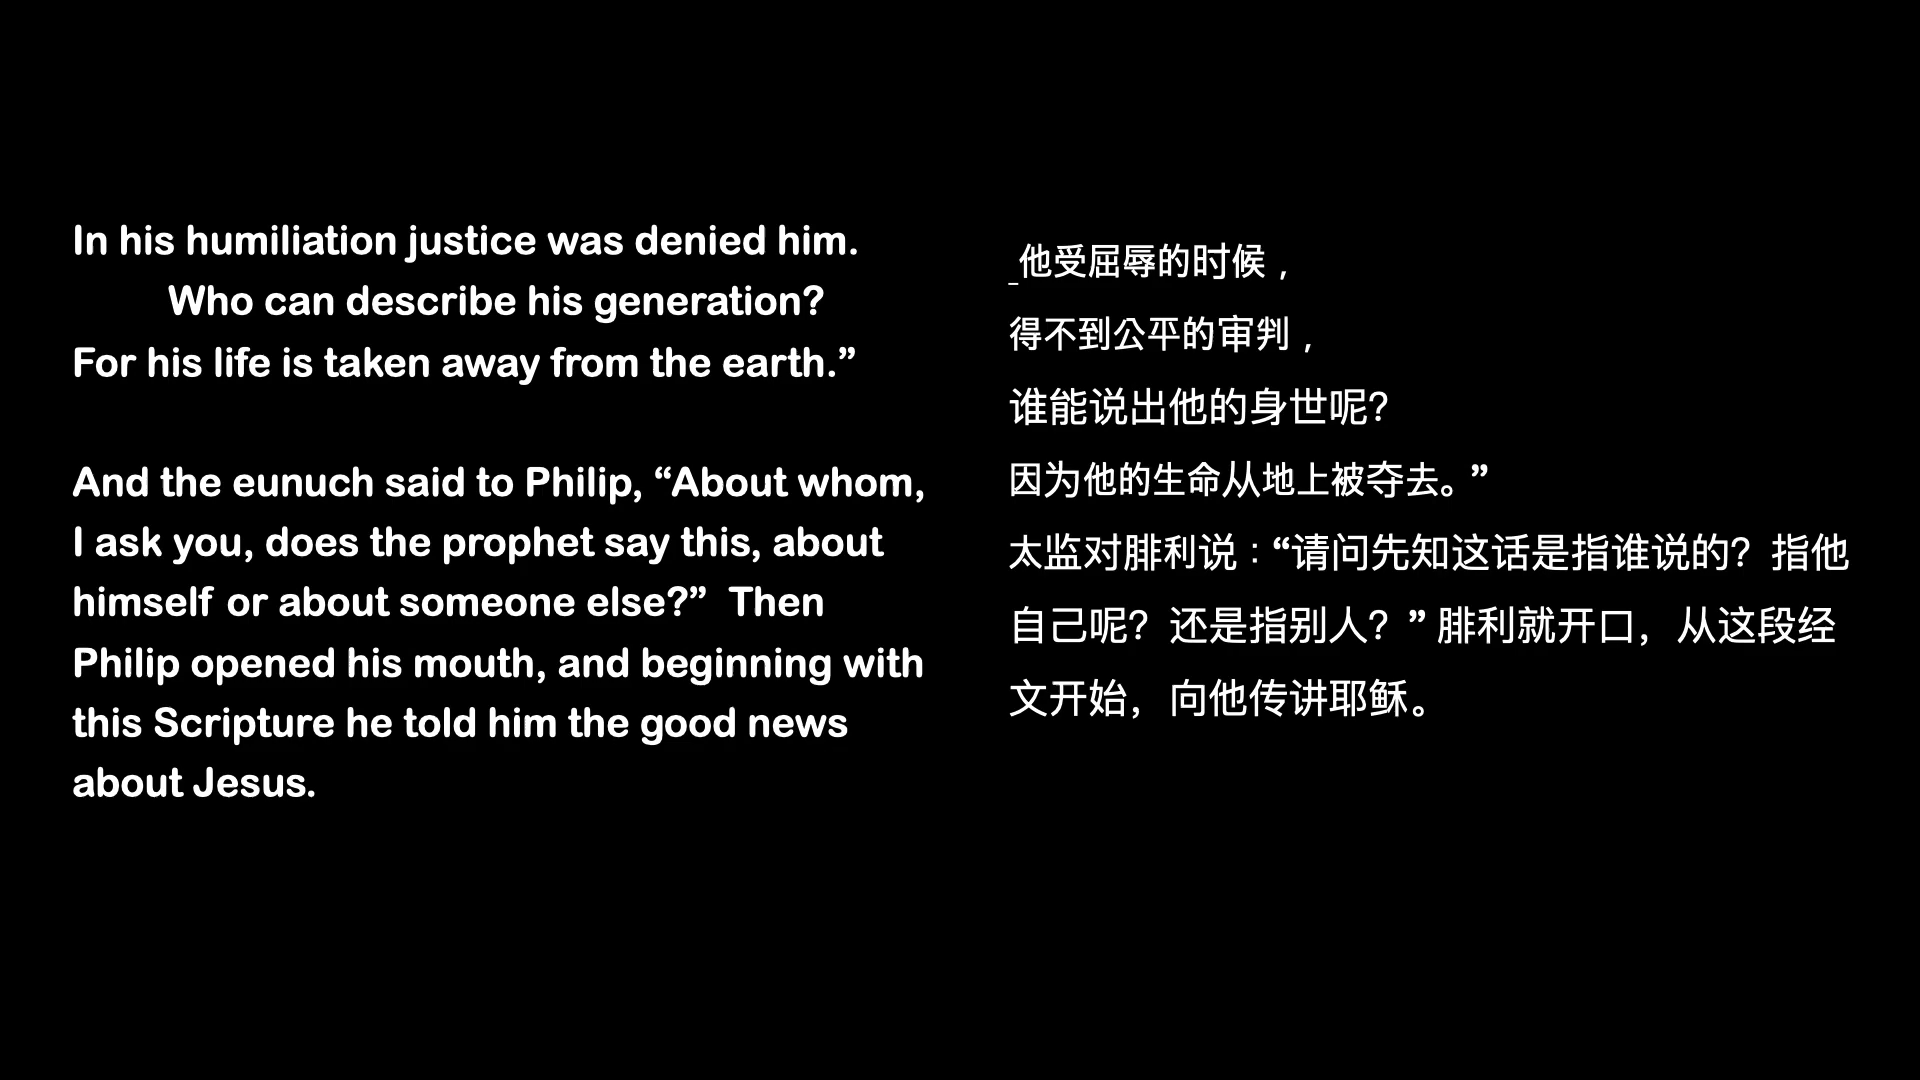 In his humiliation justice was denied him.
Who can describe his generation?
For his life is taken away from the earth.”
And the eunuch said to Philip, “About whom,
I ask you, does the prophet say this, about
himself or about someone else?”  Then
Philip opened his mouth, and beginning with
this Scripture he told him the good news
about Jesus.
_他受屈辱的时候，
得不到公平的审判，
谁能说出他的身世呢？
因为他的生命从地上被夺去。”
太监对腓利说：“请问先知这话是指谁说的？指他
自己呢？还是指别人？” 腓利就开口，从这段经
文开始，向他传讲耶稣。